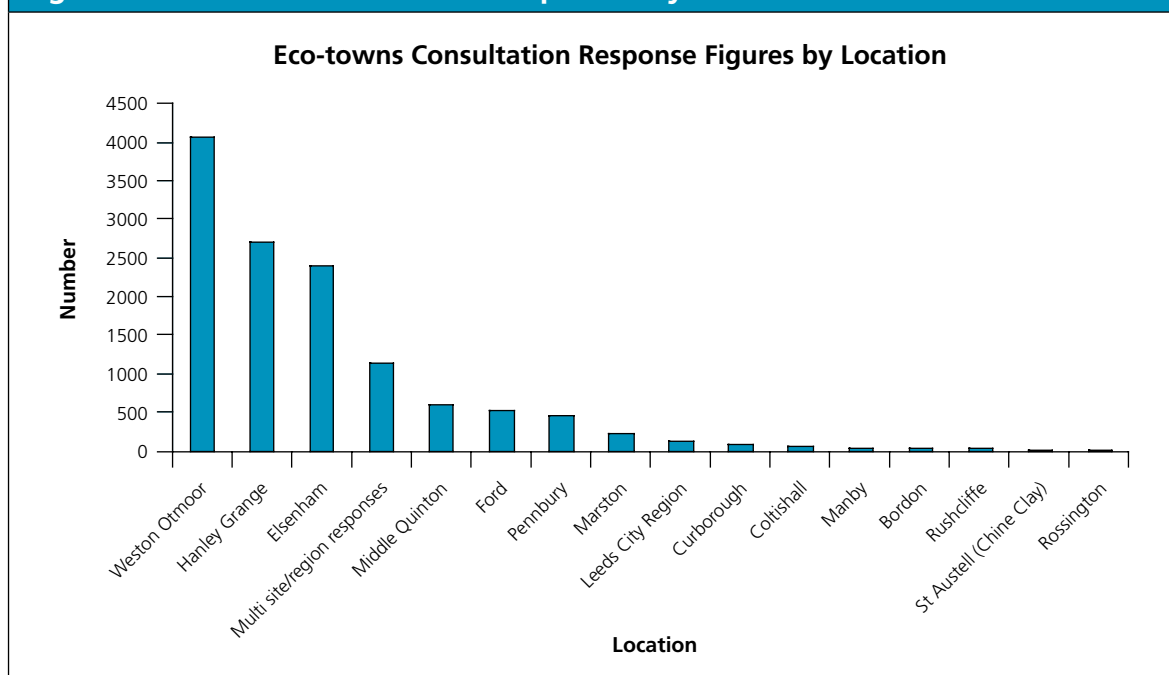 Eco-towns Consultation Response Figures by Location
Number
4500
4000
3500
3000
2500
2000
1500
1000
500
0
Weston Otmoor
Hanley Grange
Elsenham
Multi site/region responses
Middle Quinton
Ford
Pennbury
Marston
Leeds City Region
Curborough
Coltishall
Manby
Bordon
Rushcliffe
St Austell (Chine Clay)
Rossington
Location